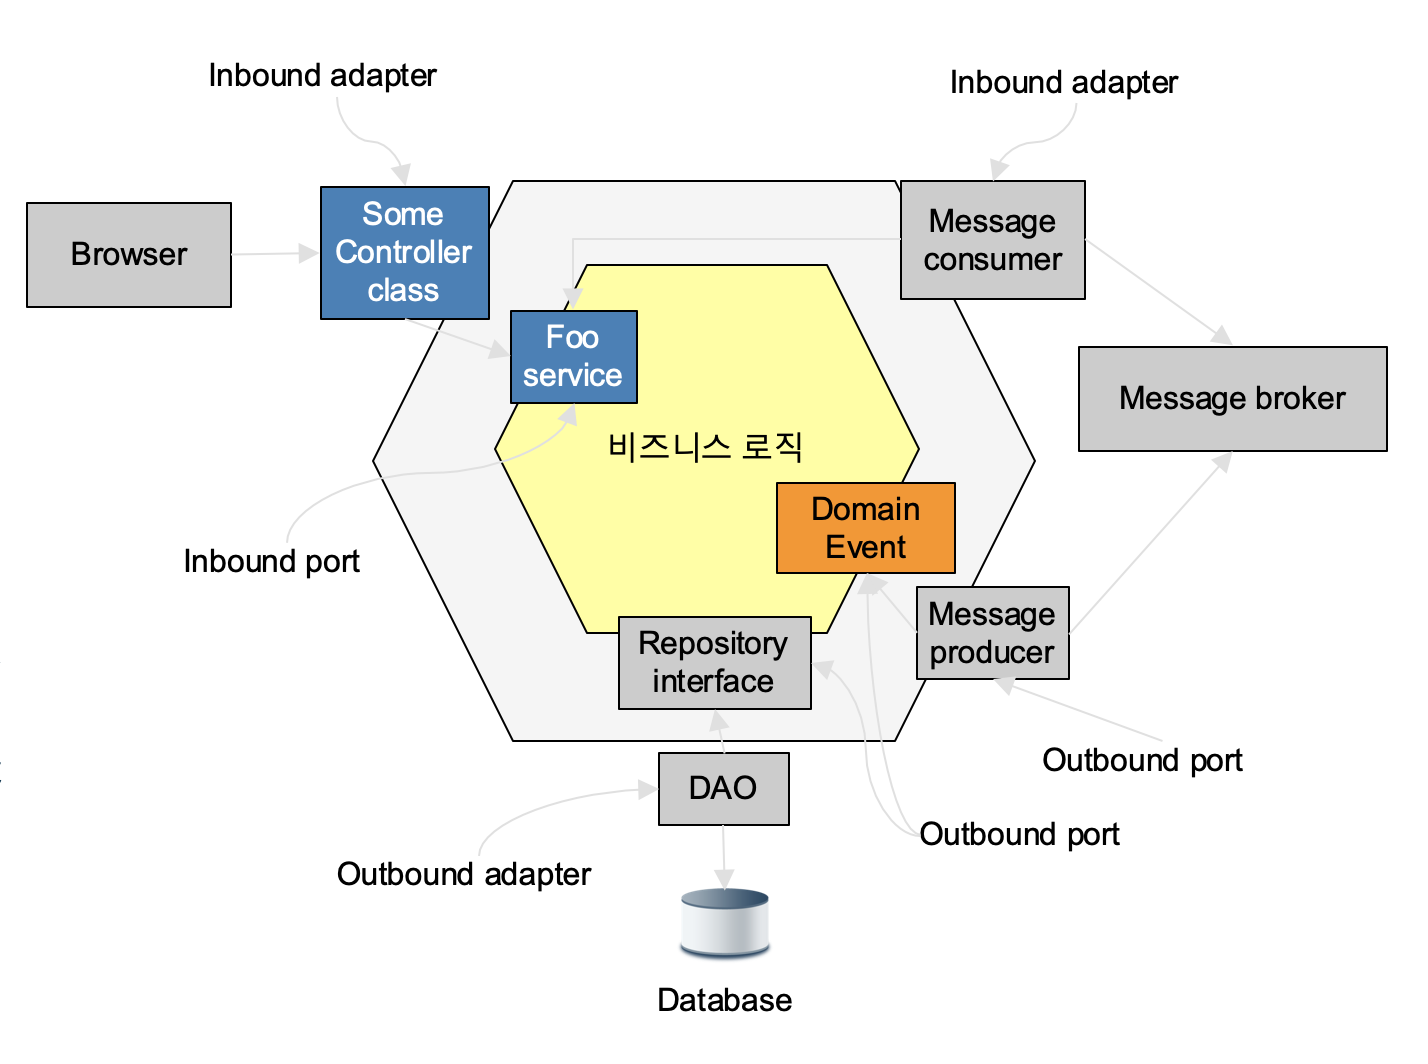 Inbound adapter
Inbound adapter
Browser
Some
Controller
class
Message
consumer
Foo
service
Message broker
비즈니스 로직
Domain
Event
Inbound port
Message
producer
Repository
interface
Outbound port
DAO
Outbound port
Outbound adapter
Database